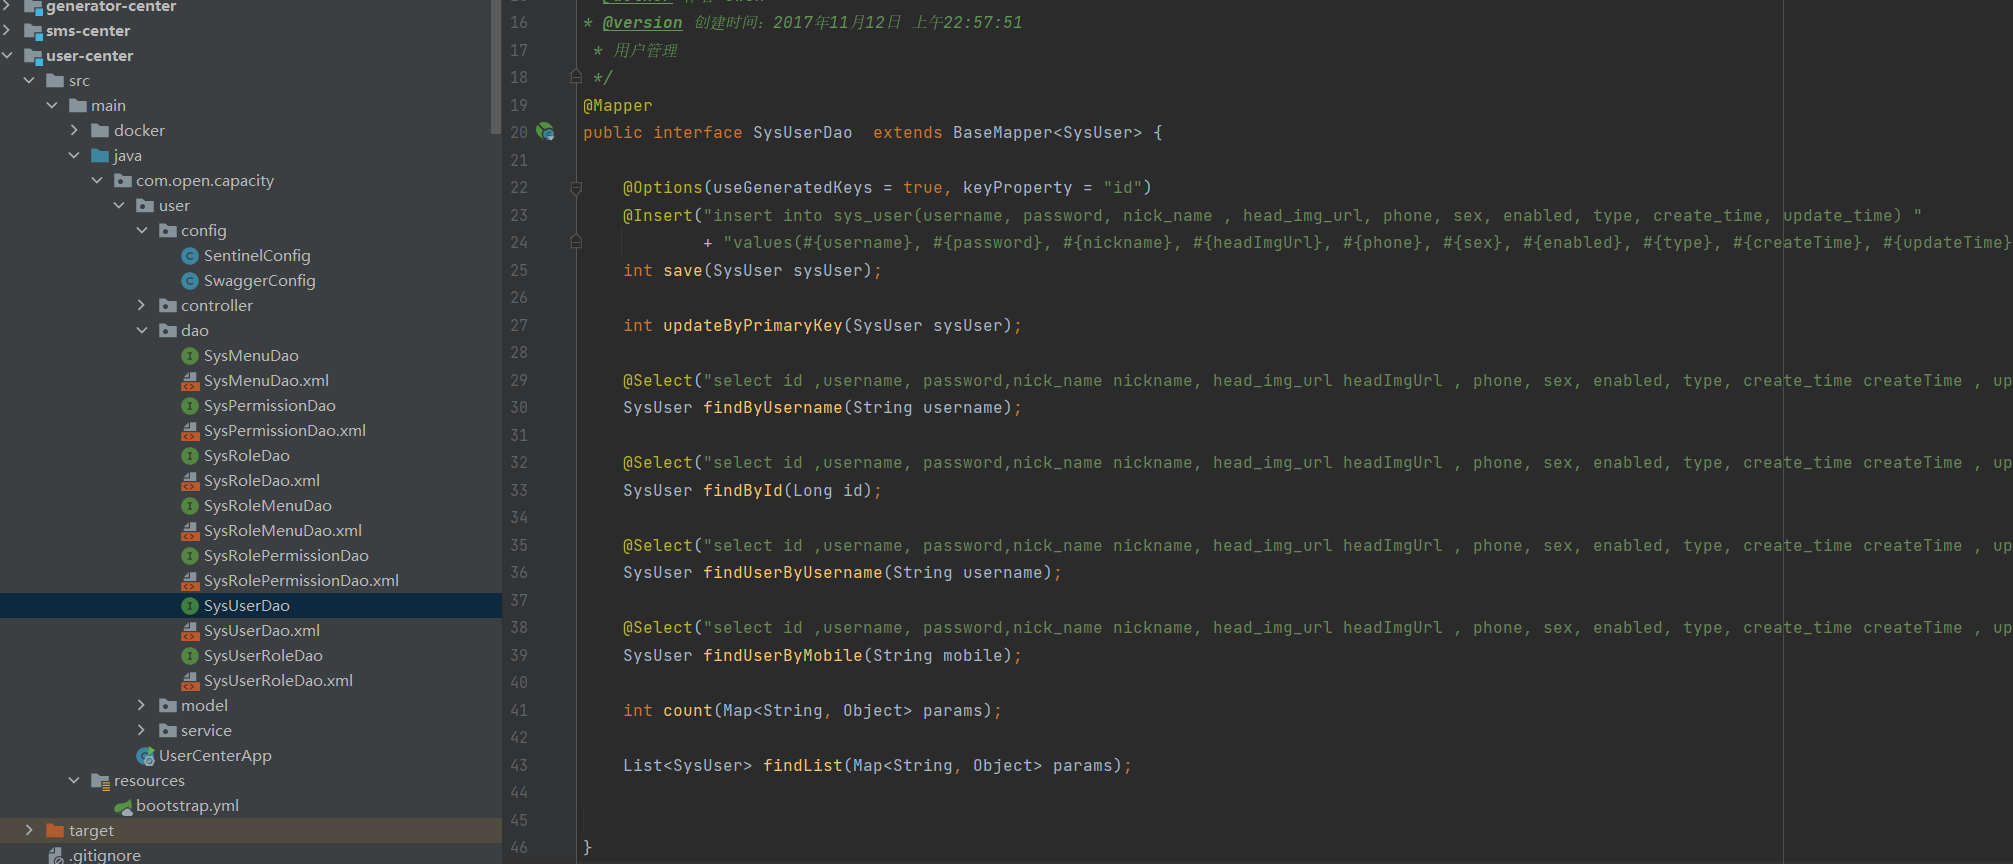 generator-center
sms-center
user-center
src
main
docker
java
com.open.capacity
user
config
SentinelConfig
SwaggerConfig
controller
dao
SysMenuDao
SysMenuDao.xml
SysPermissionDao
SysPermissionDao.xml
SysRoleDao
SysRoleDao.xml
SysRoleMenuDao
SysRoleMenuDao.xml
SysRolePermissionDao
SysRolePermissionDao.xml
SysUserDao
SysUserDao.xml
SysUserRoleDao
SysUserRoleDao.xml
model
service
UserCenterApp
resources
bootstrap.yml
target
.gitignore
16 * @version 创建时间：2017年11月12日 上午22:57:51
17 * 用户管理
18 */
19 @Mapper
20 public interface SysUserDao  extends BaseMapper<SysUser> {
21
22 @Options(useGeneratedKeys = true, keyProperty = "id")
23 @Insert("insert into sys_user(username, password, nick_name , head_img_url, phone, sex, enabled, type, create_time, update_time) "
24 + "values(#{username}, #{password}, #{nickname}, #{headImgUrl}, #{phone}, #{sex}, #{enabled}, #{type}, #{createTime}, #{updateTime}
25 int save(SysUser sysUser);
26
27 int updateByPrimaryKey(SysUser sysUser);
28
29 @Select("select id ,username, password,nick_name nickname, head_img_url headImgUrl , phone, sex, enabled, type, create_time createTime , up
30 SysUser findByUsername(String username);
31
32 @Select("select id ,username, password,nick_name nickname, head_img_url headImgUrl , phone, sex, enabled, type, create_time createTime , up
33 SysUser findById(Long id);
34
35 @Select("select id ,username, password,nick_name nickname, head_img_url headImgUrl , phone, sex, enabled, type, create_time createTime , up
36 SysUser findUserByUsername(String username);
37
38 @Select("select id ,username, password,nick_name nickname, head_img_url headImgUrl , phone, sex, enabled, type, create_time createTime , up
39 SysUser findUserByMobile(String mobile);
40
41 int count(Map<String, Object> params);
42
43 List<SysUser> findList(Map<String, Object> params);
44
45
46 }